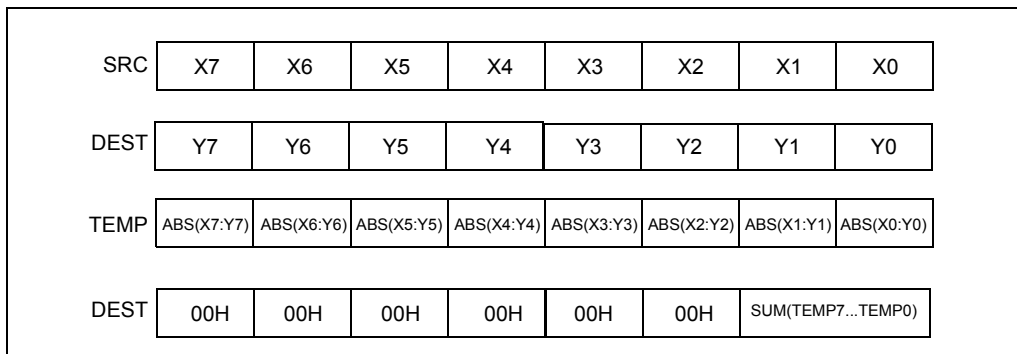 SRC X7 X6 X5 X4 X3 X2 X1 X0
DEST Y7 Y6 Y5 Y4 Y3 Y2 Y1 Y0
TEMP ABS(X7:Y7) ABS(X6:Y6) ABS(X5:Y5) ABS(X4:Y4) ABS(X3:Y3) ABS(X2:Y2) ABS(X1:Y1) ABS(X0:Y0)
DEST 00H 00H 00H 00H 00H 00H SUM(TEMP7...TEMP0)